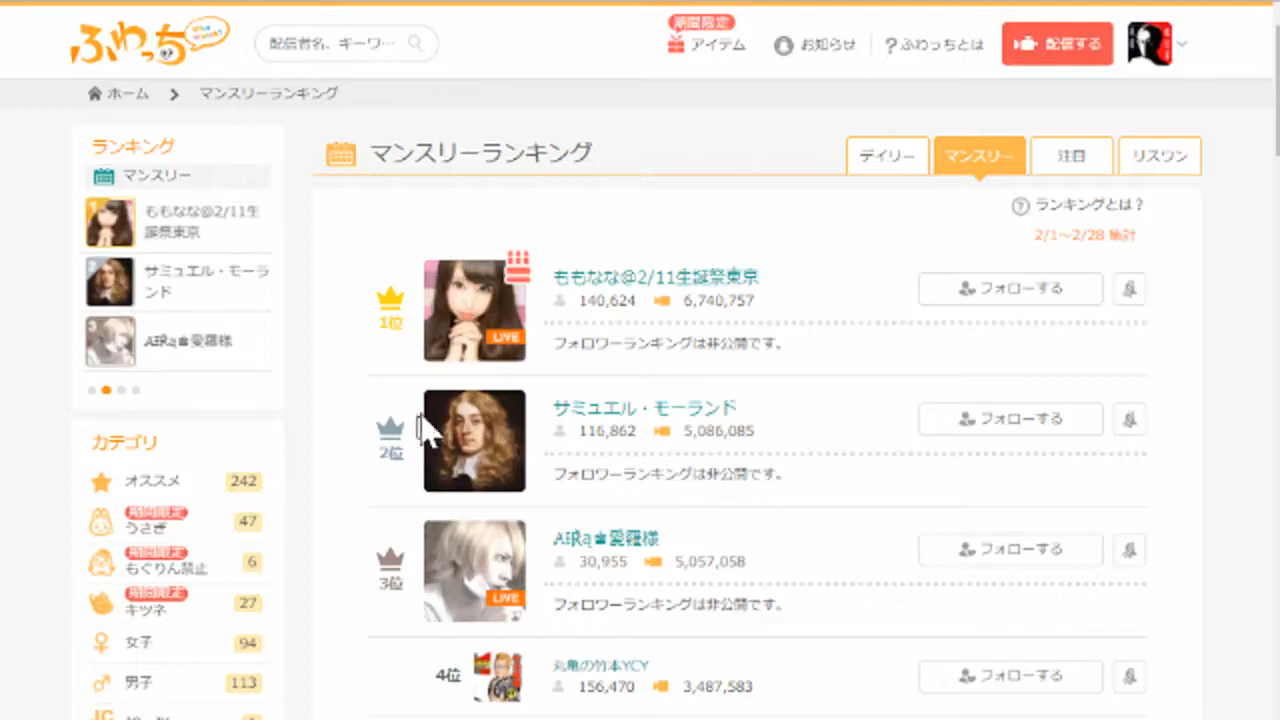 ふわっち
配信者名、キーワ…
期間限定
アイテム
お知らせ
? ふわっちとは
配信する
ホーム
マンスリーランキング
ランキング
マンスリー
1
ももなな@2/11生
誕祭東京
2
サミュエル・モーラ
ンド
3
マンスリーランキング
デイリー
マンスリー
注目
リスワン
? ランキングとは?
2/1~2/28 集計
1位
LIVE
ももなな@2/11生誕祭東京
140,624 6,740,757
フォローする
フォロワーランキングは非公開です。
2位
サミュエル・モーランド
116,862 5,086,085
フォローする
フォロワーランキングは非公開です。
3位
LIVE
30,955 5,057,058
フォローする
フォロワーランキングは非公開です。
4位
丸亀の竹本YCY
156,470 3,487,583
フォローする
カテゴリ
オススメ 242
期間限定
うさぎ 47
期間限定
もぐりん禁止 6
期間限定
キツネ 27
女子 94
男子 113